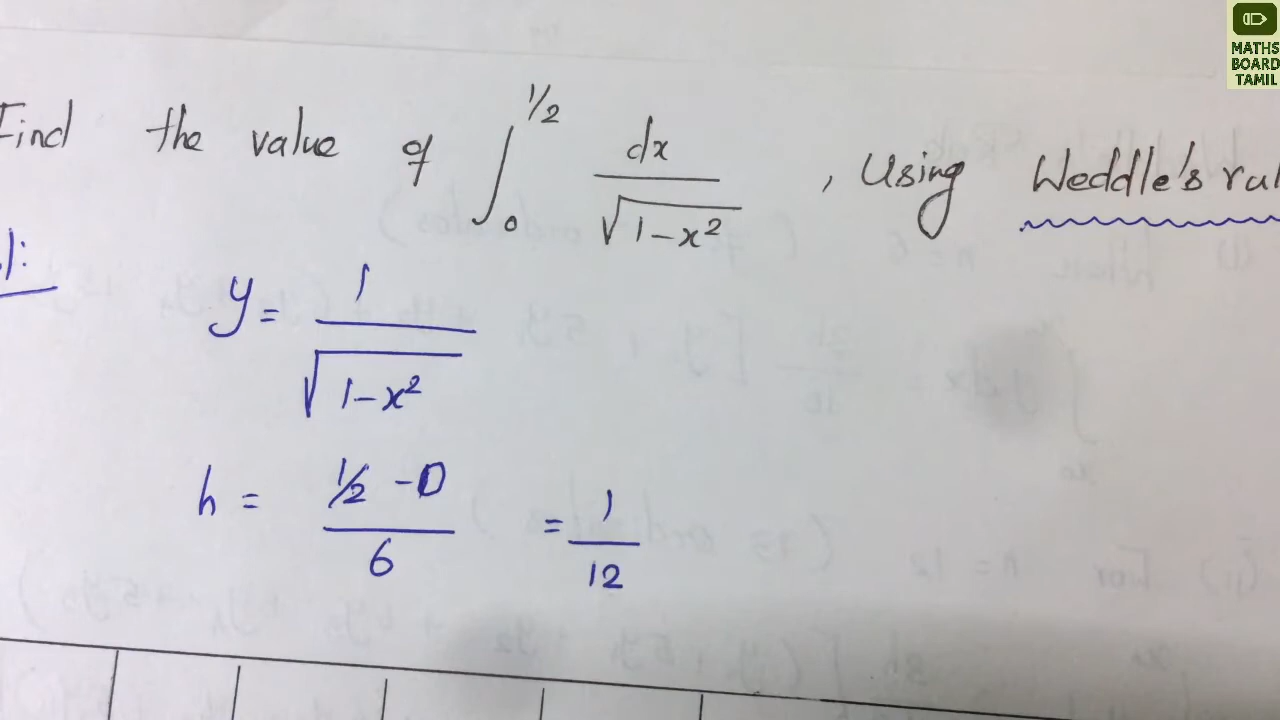 Find the value of ∫₀^{1/2} dx/√(1-x²), Using Weddle's
MATHS
BOARD
TAMIL
y = 1/√(1-x²)
h = (1/2 - 0)/6 = 1/12